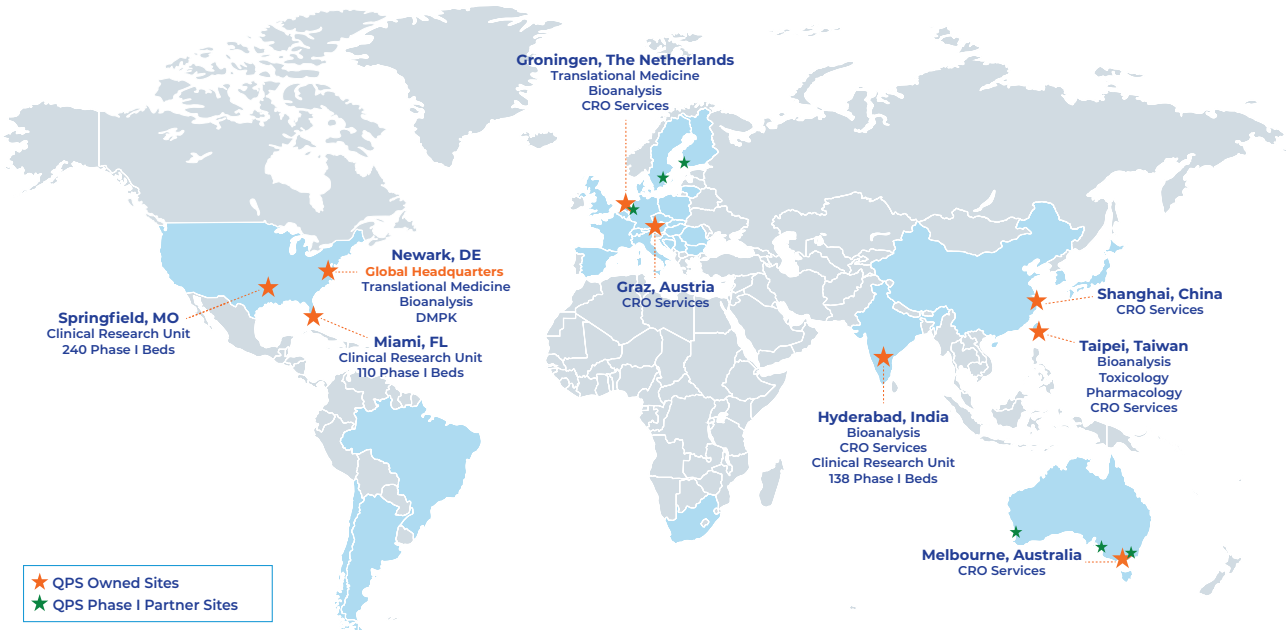 Groningen, The Netherlands
Translational Medicine
Bioanalysis
CRO Services
Newark, DE
Global Headquarters
Translational Medicine
Bioanalysis
DMPK
Graz, Austria
CRO Services
Springfield, MO
Clinical Research Unit
240 Phase I Beds
Miami, FL
Clinical Research Unit
110 Phase I Beds
Shanghai, China
CRO Services
Taipei, Taiwan
Bioanalysis
Toxicology
Pharmacology
CRO Services
Hyderabad, India
Bioanalysis
CRO Services
Clinical Research Unit
138 Phase I Beds
Melbourne, Australia
CRO Services
QPS Owned Sites
QPS Phase I Partner Sites